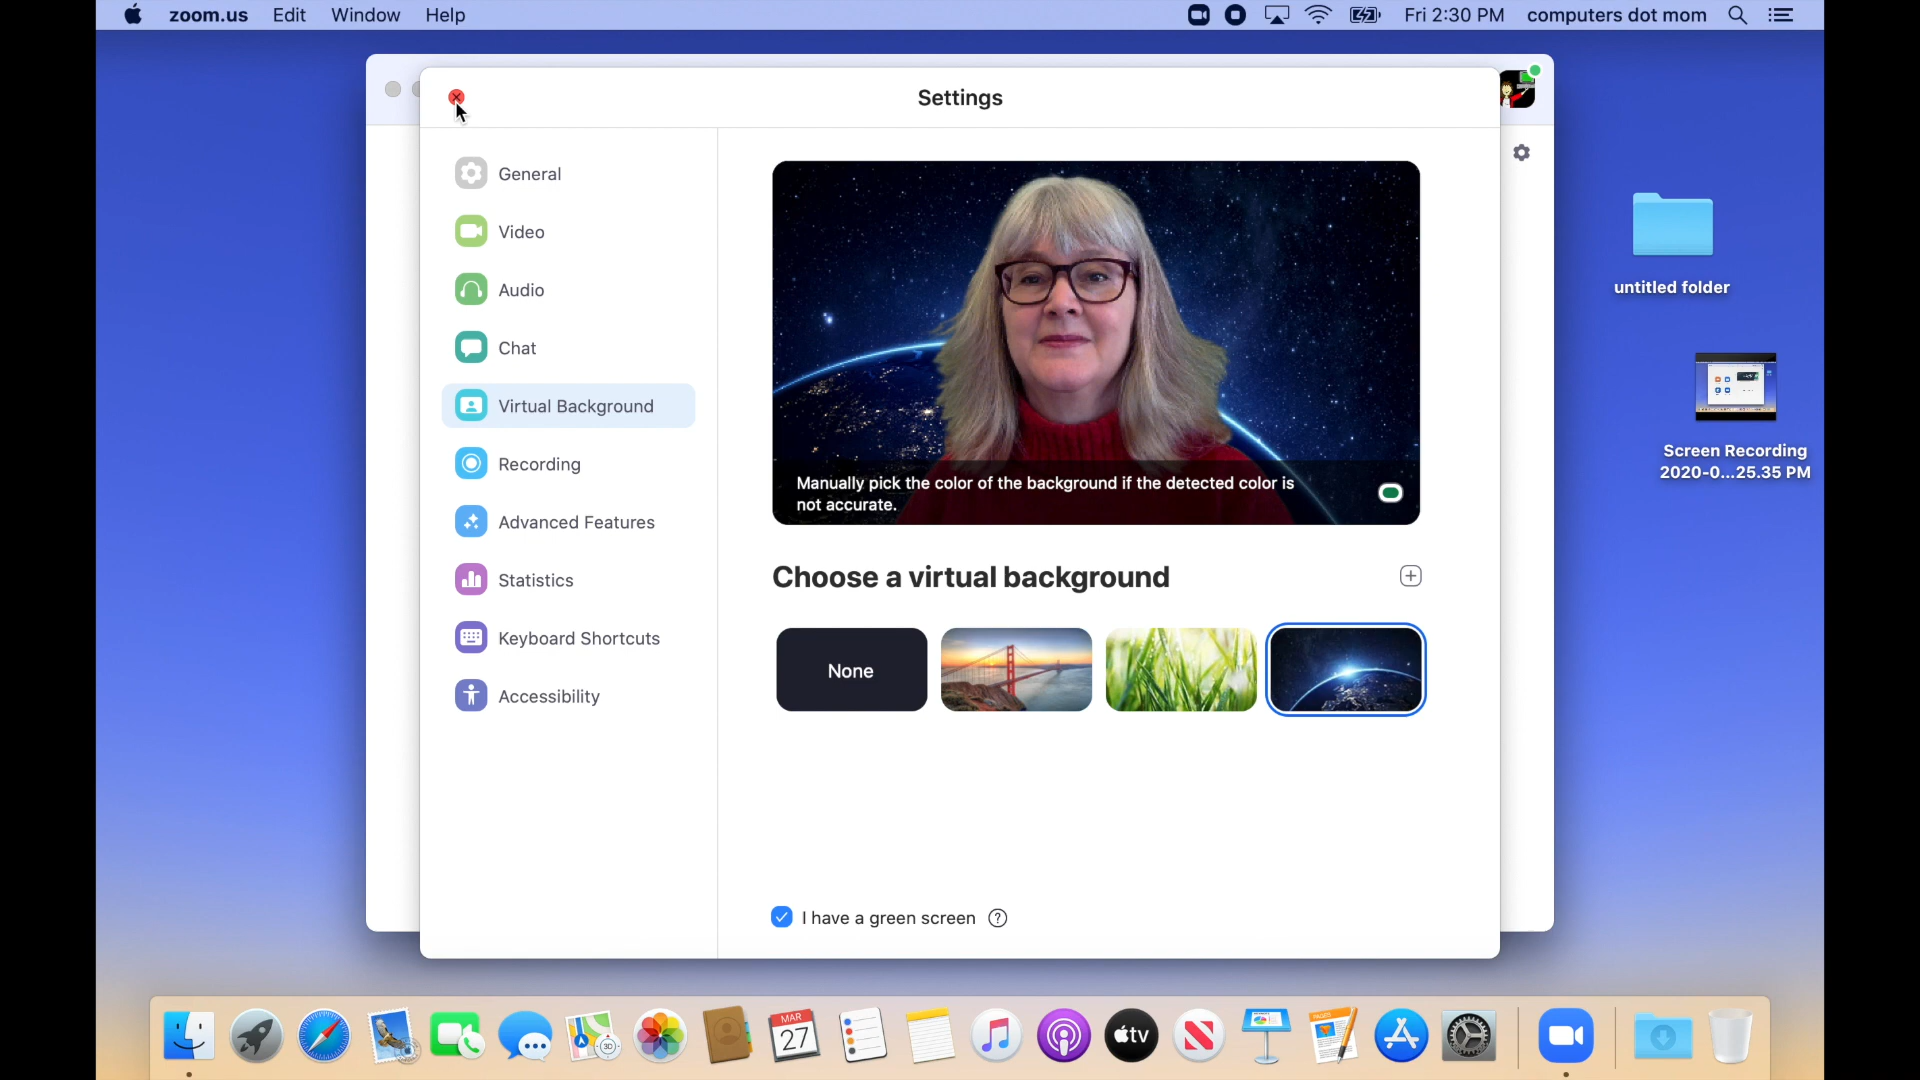 zoom.us Edit Window Help Fri 2:30 PM computers dot mom
Settings
General
Video
Audio
Chat
Virtual Background
Recording
Advanced Features
Statistics
Keyboard Shortcuts
Accessibility
Manually pick the color of the background if the detected color is
not accurate.
Choose a virtual background
None
I have a green screen ?
untitled folder
Screen Recording
2020-0...25.35 PM
MAR
27
3D
PAGES
tv